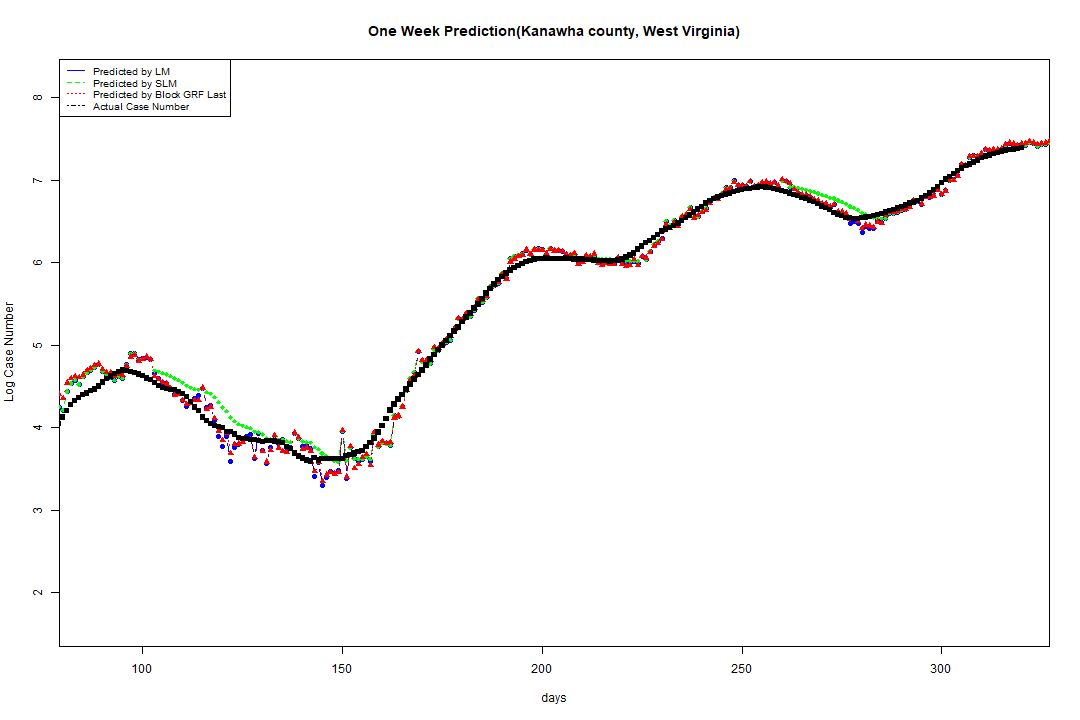 One Week Prediction(Kanawha county, West Virginia)
Predicted by LM
Predicted by SLM
Predicted by Block GRF Last
Actual Case Number
8
7
6
5
4
3
2
Log Case Number
100 150 200 250 300
days